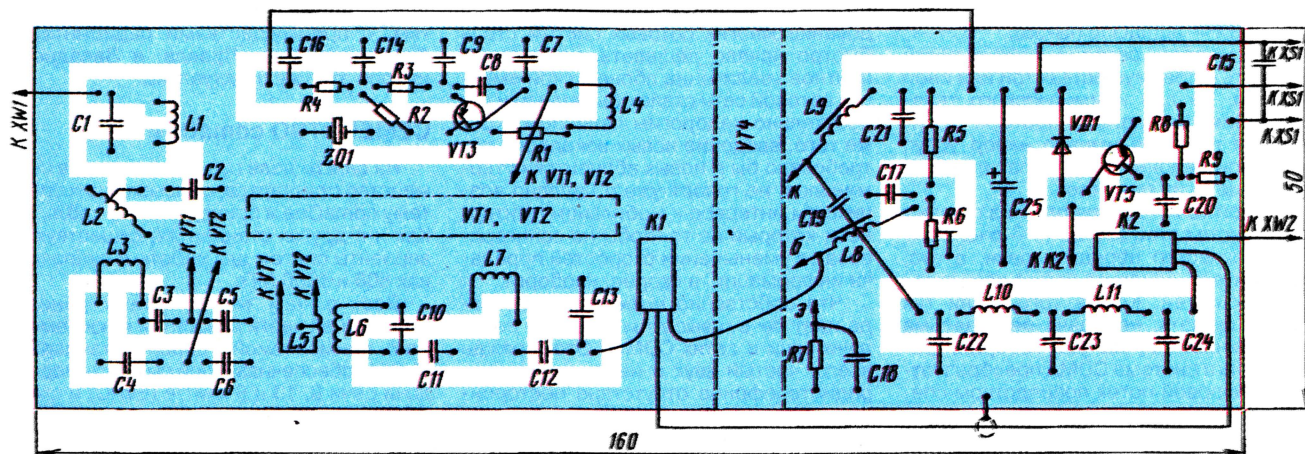 C16
C14
C9
C7
C8
R3
R4
R2
L4
ZQ1
VT3
R1
К VT1, VT2
К XW1
C1
L1
C2
L2
К VT1
К VT2
L3
C3
C5
C4
C6
VT1, VT2
К VT1
К VT2
L5
L6
C10
C11
L7
C12
C13
K1
VT4
L9
К
C21
R5
C17
C19
R6
L8
Б
Э
R7
C18
+
C25
VD1
VT5
R8
R9
C20
C15
К XS1
К XS1
К XS1
К K2
K2
К XW2
L10
L11
C22
C23
C24
50
160